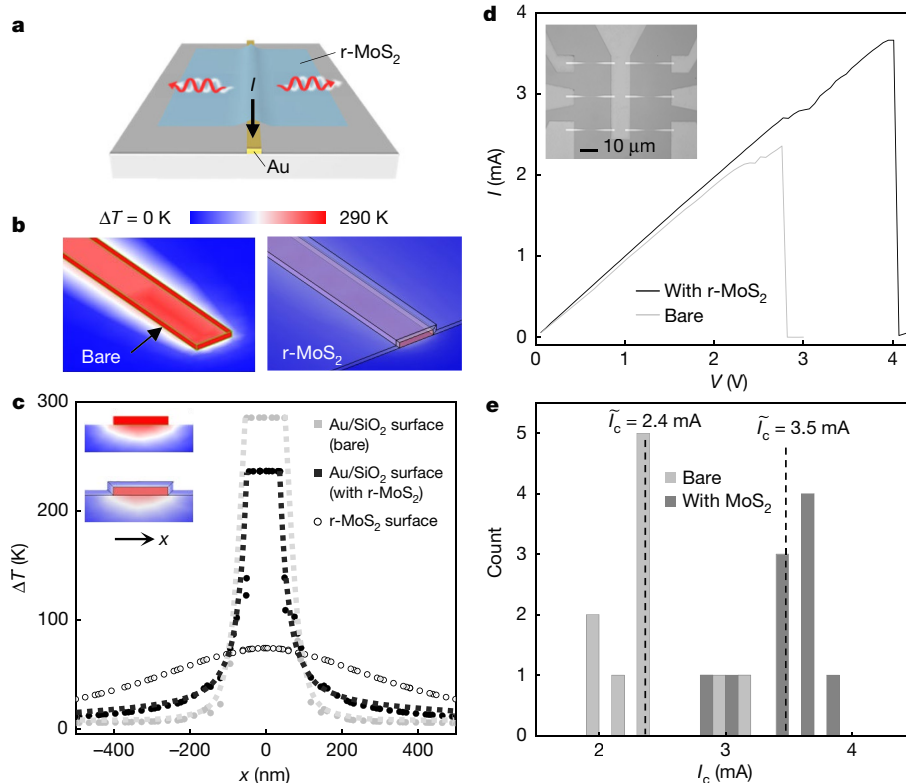 a
r-MoS₂
I
Au
ΔT = 0 K 290 K
b
Bare
r-MoS₂
c
300
200
100
0
ΔT (K)
Au/SiO₂ surface
(bare)
Au/SiO₂ surface
(with r-MoS₂)
r-MoS₂ surface
x
−400 −200 0 200 400
x (nm)
d
4
3
2
1
0
I (mA)
10 μm
With r-MoS₂
Bare
0 1 2 3 4
V (V)
e
5
4
3
2
1
0
Count
Ĩc = 2.4 mA
Ĩc = 3.5 mA
Bare
With MoS₂
2 3 4
Ic (mA)